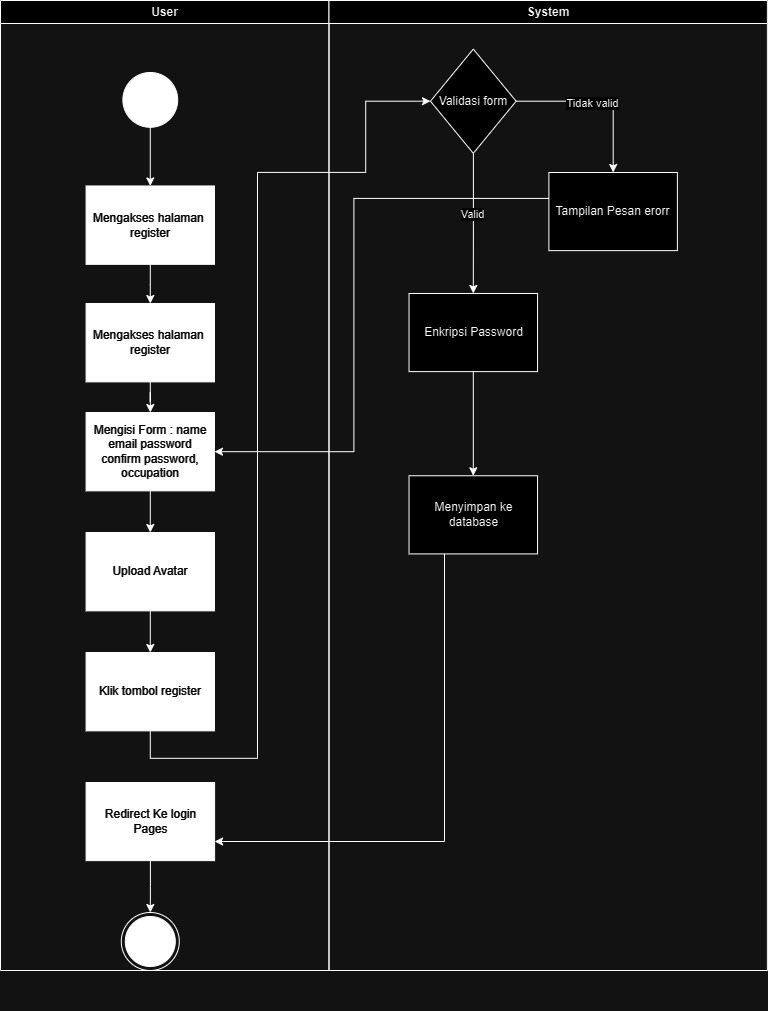 User
System
Validasi form
Tidak valid
Mengakses halaman
register
Tampilan Pesan erorr
Valid
Mengakses halaman
register
Enkripsi Password
Mengisi Form : name
email password
confirm password,
occupation
Menyimpan ke
database
Upload Avatar
Klik tombol register
Redirect Ke login
Pages